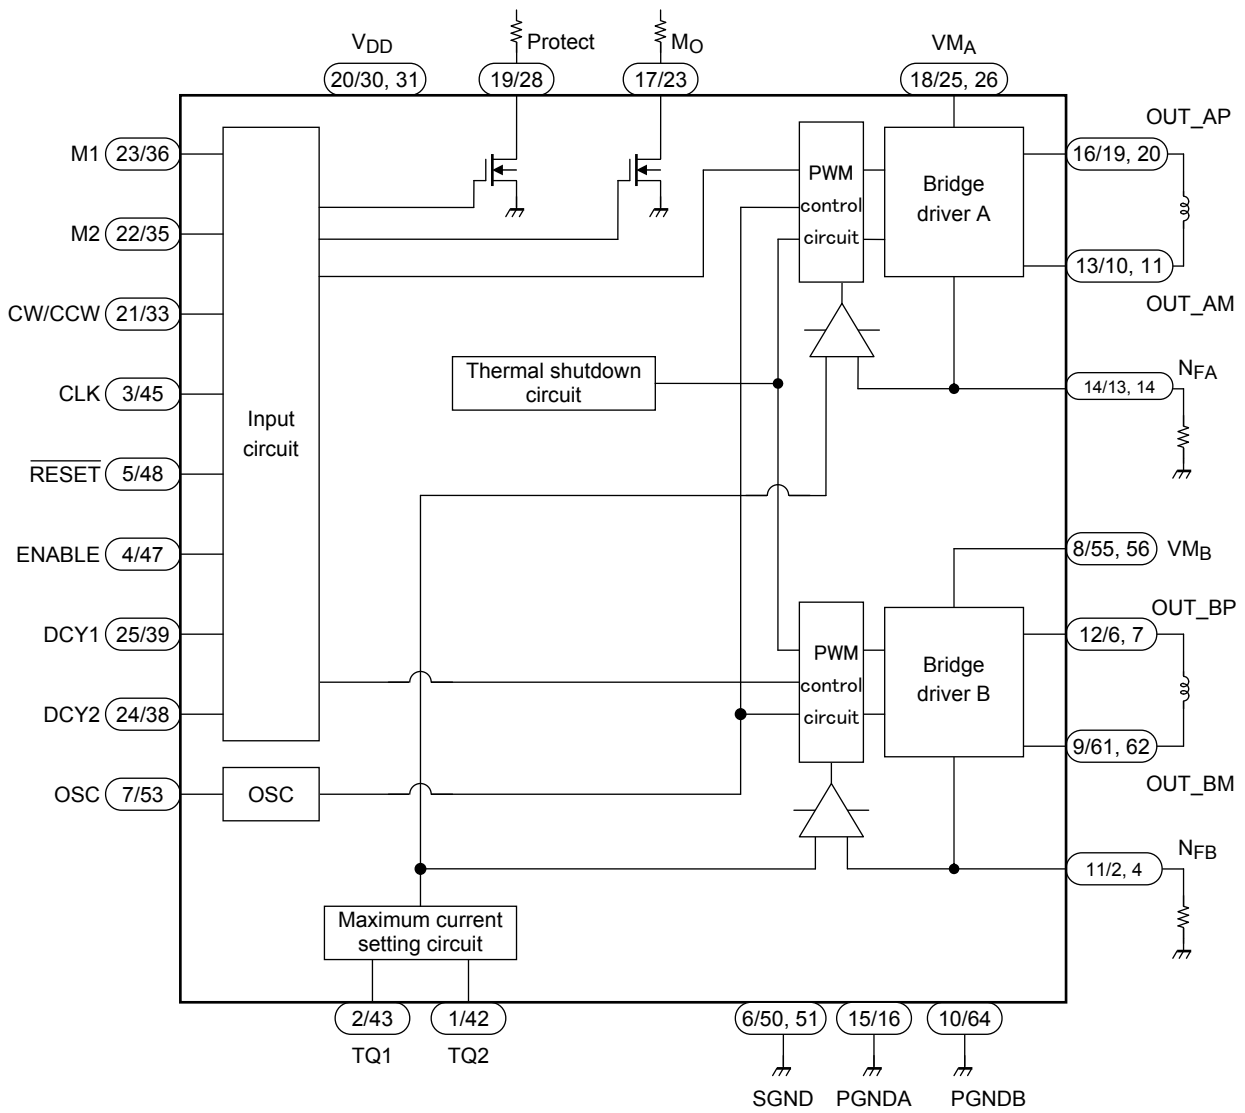 VDD
Protect
MO
VMA
20/30, 31
19/28
17/23
18/25, 26
OUT_AP
M1
23/36
16/19, 20
PWM
control
circuit
Bridge
driver A
M2
22/35
13/10, 11
OUT_AM
CW/CCW
21/33
Thermal shutdown
circuit
NFA
14/13, 14
CLK
3/45
Input
circuit
RESET
5/48
ENABLE
4/47
8/55, 56
VMB
OUT_BP
DCY1
25/39
12/6, 7
PWM
control
circuit
Bridge
driver B
DCY2
24/38
9/61, 62
OUT_BM
OSC
7/53
OSC
NFB
11/2, 4
Maximum current
setting circuit
2/43
1/42
6/50, 51
15/16
10/64
TQ1
TQ2
SGND
PGNDA
PGNDB